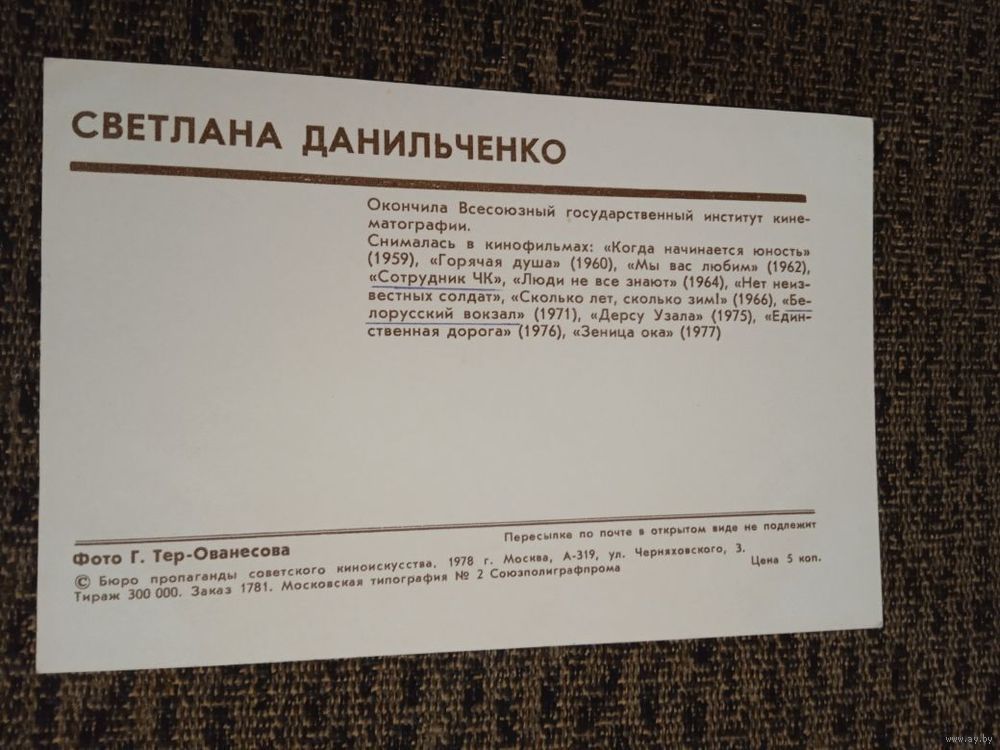 СВЕТЛАНА ДАНИЛЬЧЕНКО
Окончила Всесоюзный государственный институт кине-
матографии.
Снималась в кинофильмах: «Когда начинается юность»
(1959), «Горячая душа» (1960), «Мы вас любим» (1962),
«Сотрудник ЧК», «Люди не все знают» (1964), «Нет неиз-
вестных солдат», «Сколько лет, сколько зим!» (1966), «Бе-
лорусский вокзал» (1971), «Дерсу Узала» (1975), «Един-
ственная дорога» (1976), «Зеница ока» (1977)
Пересылке по почте в открытом виде не подлежит
Фото Г. Тер-Ованесова
© Бюро пропаганды советского киноискусства. 1978 г. Москва, А-319, ул. Черняховского, 3.
Тираж 300 000. Заказ 1781. Московская типография № 2 Союзполиграфпрома
Цена 5 коп.
www.ay.by